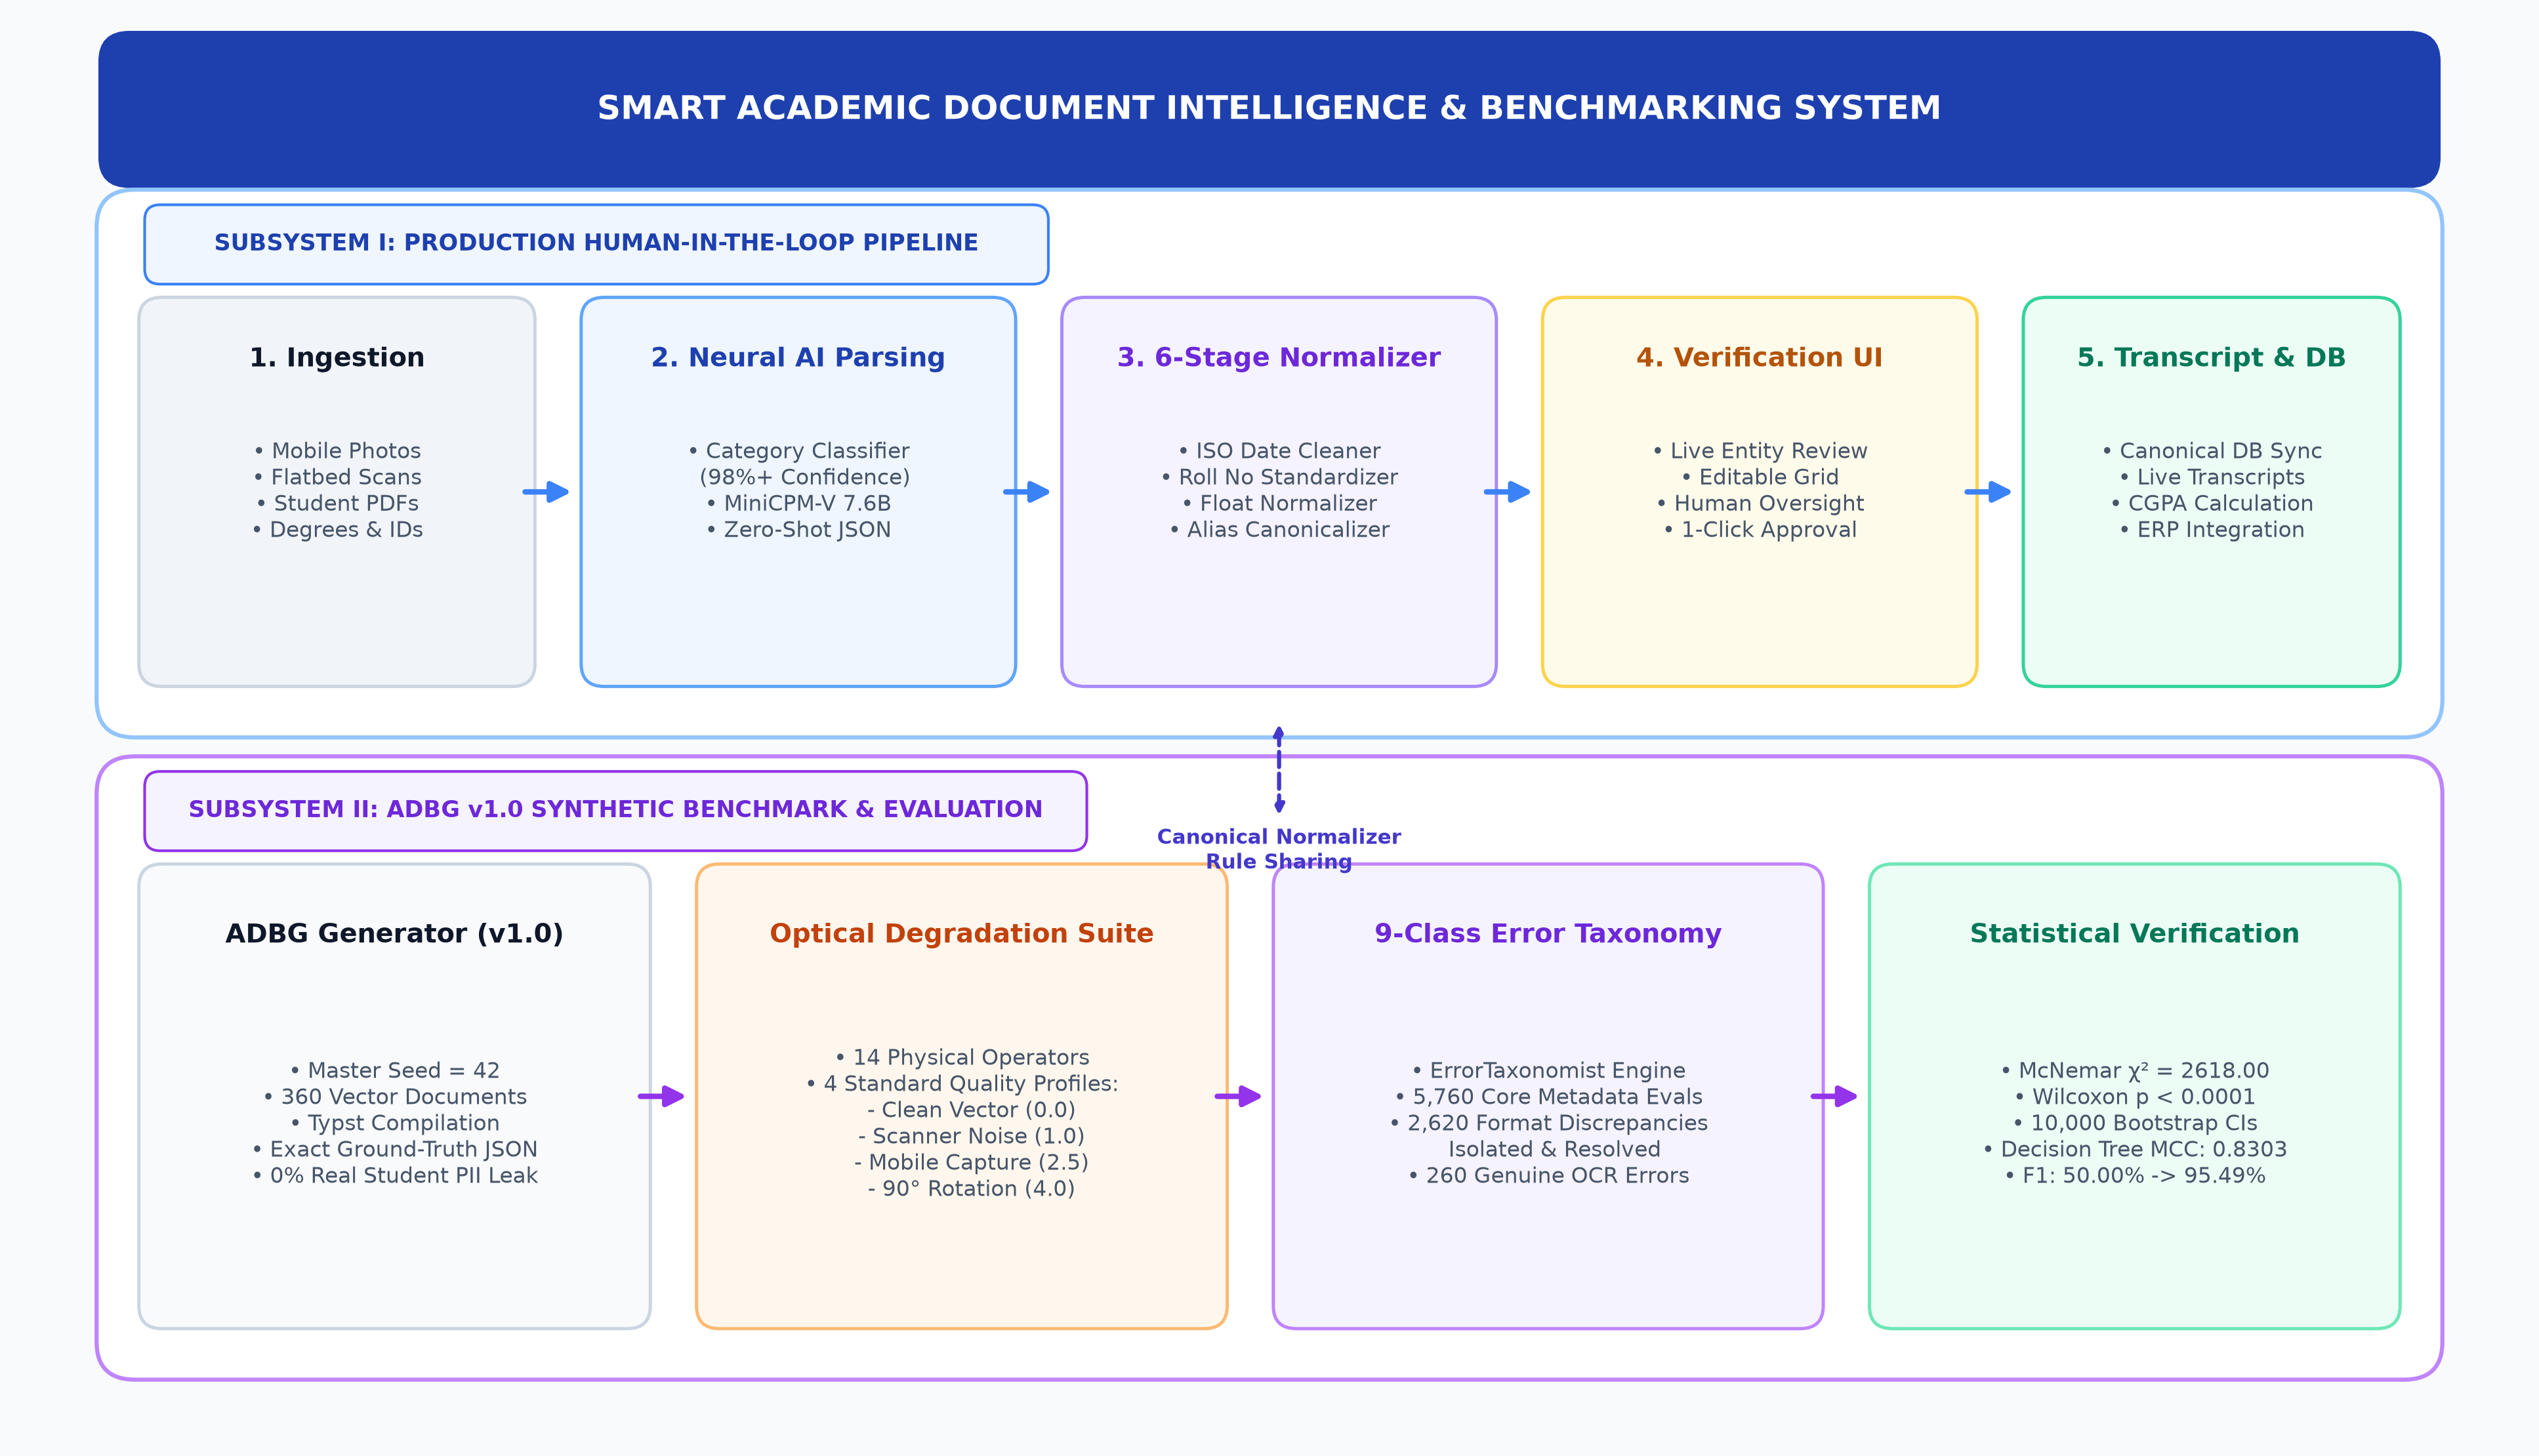 SMART ACADEMIC DOCUMENT INTELLIGENCE & BENCHMARKING SYSTEM
SUBSYSTEM I: PRODUCTION HUMAN-IN-THE-LOOP PIPELINE
1. Ingestion
• Mobile Photos
• Flatbed Scans
• Student PDFs
• Degrees & IDs
2. Neural AI Parsing
• Category Classifier
(98%+ Confidence)
• MiniCPM-V 7.6B
• Zero-Shot JSON
3. 6-Stage Normalizer
• ISO Date Cleaner
• Roll No Standardizer
• Float Normalizer
• Alias Canonicalizer
4. Verification UI
• Live Entity Review
• Editable Grid
• Human Oversight
• 1-Click Approval
5. Transcript & DB
• Canonical DB Sync
• Live Transcripts
• CGPA Calculation
• ERP Integration
SUBSYSTEM II: ADBG v1.0 SYNTHETIC BENCHMARK & EVALUATION
Canonical Normalizer
Rule Sharing
ADBG Generator (v1.0)
• Master Seed = 42
• 360 Vector Documents
• Typst Compilation
• Exact Ground-Truth JSON
• 0% Real Student PII Leak
Optical Degradation Suite
• 14 Physical Operators
• 4 Standard Quality Profiles:
- Clean Vector (0.0)
- Scanner Noise (1.0)
- Mobile Capture (2.5)
- 90° Rotation (4.0)
9-Class Error Taxonomy
• ErrorTaxonomist Engine
• 5,760 Core Metadata Evals
• 2,620 Format Discrepancies
Isolated & Resolved
• 260 Genuine OCR Errors
Statistical Verification
• McNemar χ² = 2618.00
• Wilcoxon p < 0.0001
• 10,000 Bootstrap CIs
• Decision Tree MCC: 0.8303
• F1: 50.00% -> 95.49%